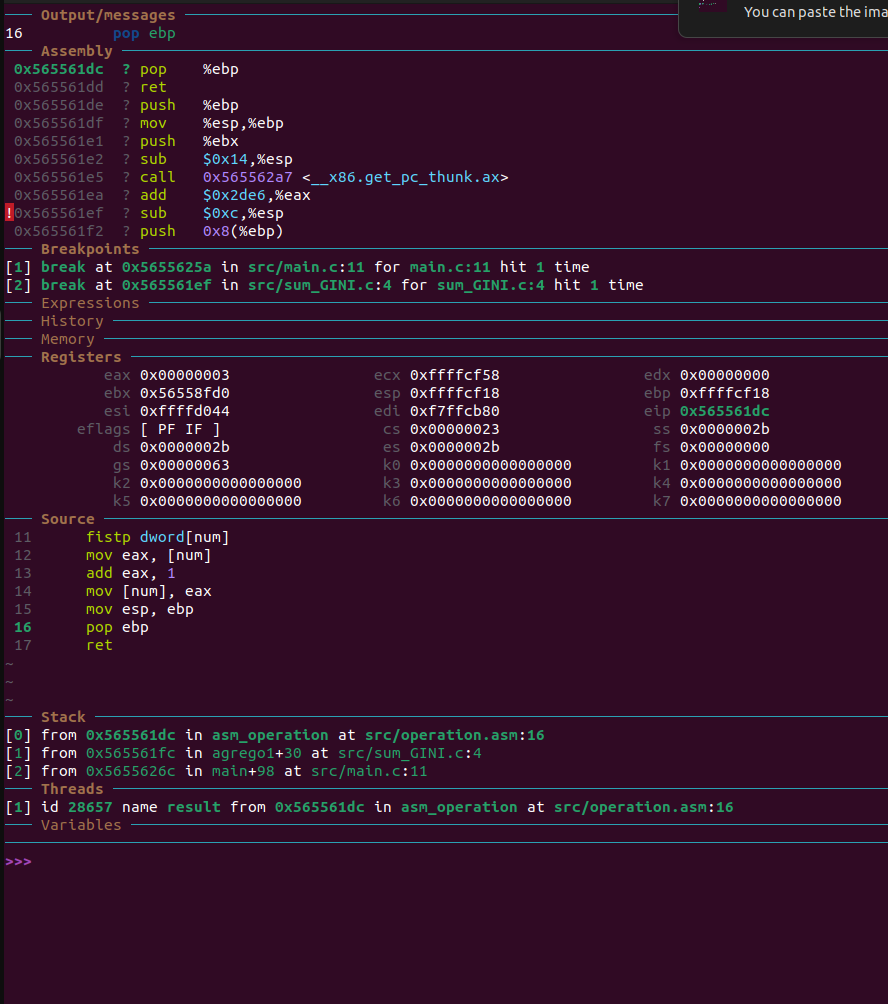 You can paste the ima
Output/messages
16 pop ebp
Assembly
0x565561dc ? pop %ebp
0x565561dd ? ret
0x565561de ? push %ebp
0x565561df ? mov %esp,%ebp
0x565561e1 ? push %ebx
0x565561e2 ? sub $0x14,%esp
0x565561e5 ? call 0x565562a7 <__x86.get_pc_thunk.ax>
0x565561ea ? add $0x2de6,%eax
!0x565561ef ? sub $0xc,%esp
0x565561f2 ? push 0x8(%ebp)
Breakpoints
[1] break at 0x5655625a in src/main.c:11 for main.c:11 hit 1 time
[2] break at 0x565561ef in src/sum_GINI.c:4 for sum_GINI.c:4 hit 1 time
Expressions
History
Memory
Registers
eax 0x00000003 ecx 0xffffcf58 edx 0x00000000
ebx 0x56558fd0 esp 0xffffcf18 ebp 0xffffcf18
esi 0xffffd044 edi 0xf7ffcb80 eip 0x565561dc
eflags [ PF IF ] cs 0x00000023 ss 0x0000002b
ds 0x0000002b es 0x0000002b fs 0x00000000
gs 0x00000063 k0 0x0000000000000000 k1 0x0000000000000000
k2 0x0000000000000000 k3 0x0000000000000000 k4 0x0000000000000000
k5 0x0000000000000000 k6 0x0000000000000000 k7 0x0000000000000000
Source
11 fistp dword[num]
12 mov eax, [num]
13 add eax, 1
14 mov [num], eax
15 mov esp, ebp
16 pop ebp
17 ret
~
~
~
Stack
[0] from 0x565561dc in asm_operation at src/operation.asm:16
[1] from 0x565561fc in agrego1+30 at src/sum_GINI.c:4
[2] from 0x5655626c in main+98 at src/main.c:11
Threads
[1] id 28657 name result from 0x565561dc in asm_operation at src/operation.asm:16
Variables
>>>